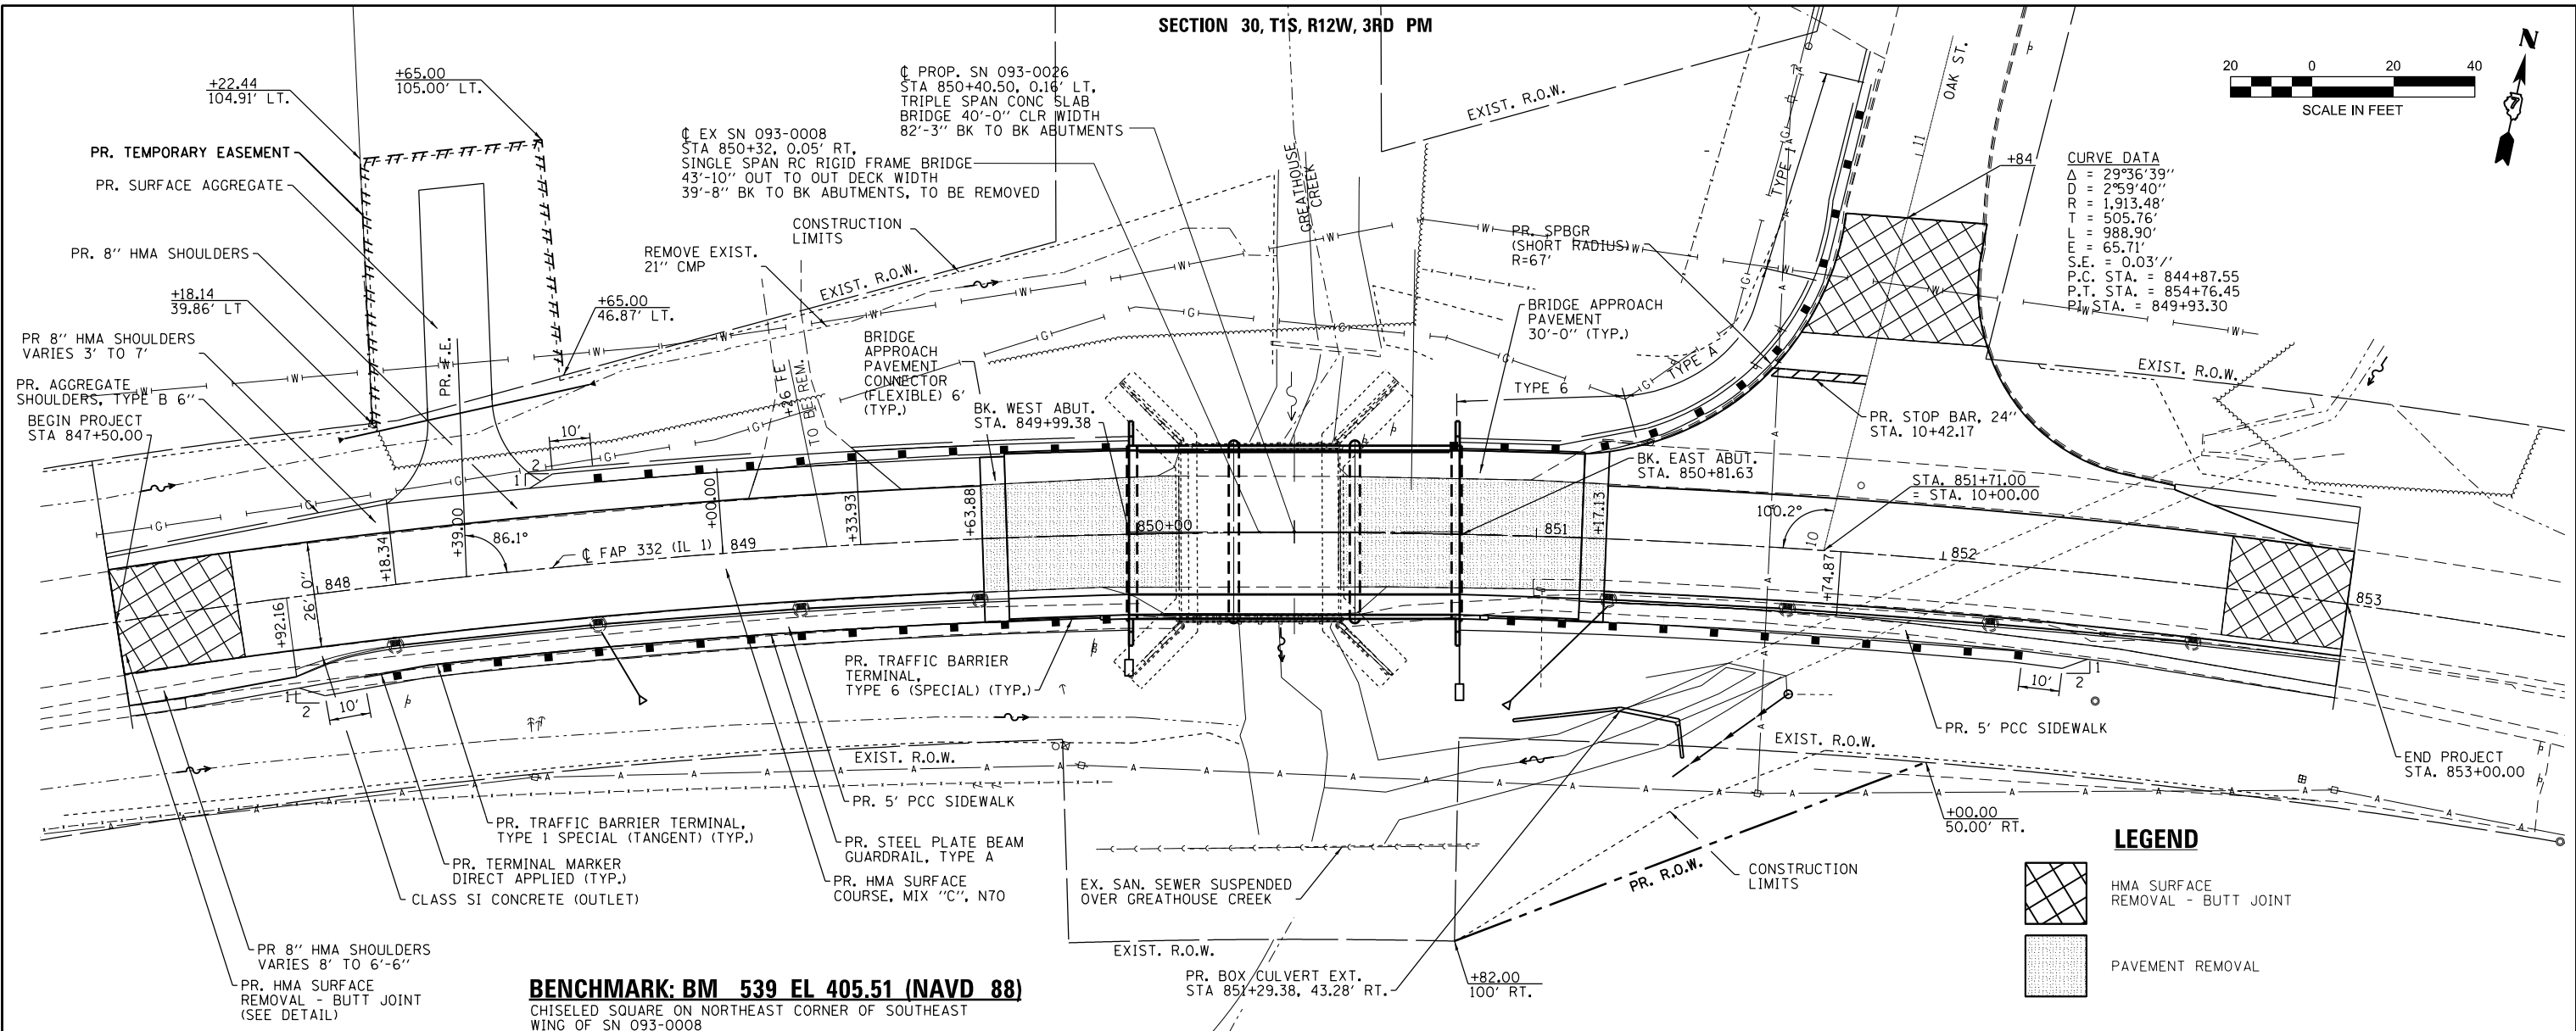 SECTION 30, T1S, R12W, 3RD PM
+22.44
104.91' LT.
+65.00
105.00' LT.
PR. TEMPORARY EASEMENT
PR. SURFACE AGGREGATE
PR. 8" HMA SHOULDERS
+18.14
39.86' LT
PR 8" HMA SHOULDERS
VARIES 3' TO 7'
PR. AGGREGATE
SHOULDERS, TYPE B 6"
BEGIN PROJECT
STA 847+50.00
PR. F.E.
+65.00
46.87' LT.
℄ PROP. SN 093-0026
STA 850+40.50, 0.16' LT,
TRIPLE SPAN CONC SLAB
BRIDGE 40'-0" CLR WIDTH
82'-3" BK TO BK ABUTMENTS
℄ EX SN 093-0008
STA 850+32, 0.05' RT,
SINGLE SPAN RC RIGID FRAME BRIDGE
43'-10" OUT TO OUT DECK WIDTH
39'-8" BK TO BK ABUTMENTS, TO BE REMOVED
CONSTRUCTION
LIMITS
REMOVE EXIST.
21" CMP
EXIST. R.O.W.
+26 FE
TO BE REM.
BRIDGE
APPROACH
PAVEMENT
CONNECTOR
(FLEXIBLE) 6'
(TYP.)
BK. WEST ABUT.
STA. 849+99.38
GREATHOUSE
CREEK
EXIST. R.O.W.
TYPE 1
PR. SPBGR
(SHORT RADIUS)
R=67'
BRIDGE APPROACH
PAVEMENT
30'-0" (TYP.)
TYPE 6
TYPE A
OAK ST.
11
+84
20 0 20 40
SCALE IN FEET
N
CURVE DATA
Δ = 29°36'39"
D = 2°59'40"
R = 1,913.48'
T = 505.76'
L = 988.90'
E = 65.71'
S.E. = 0.03'/'
P.C. STA. = 844+87.55
P.T. STA. = 854+76.45
PI STA. = 849+93.30
EXIST. R.O.W.
PR. STOP BAR, 24"
STA. 10+42.17
BK. EAST ABUT.
STA. 850+81.63
STA. 851+71.00
= STA. 10+00.00
100.2°
10
10'
2
1
+18.34
+39.00
86.1°
℄ FAP 332 (IL 1)
849
+00.00
+33.93
+63.88
850+00
851
+17.13
852
+74.87
853
848
26'-0"
+92.16
1
2
10'
10'
1
2
PR. TRAFFIC BARRIER
TERMINAL,
TYPE 6 (SPECIAL) (TYP.)
EXIST. R.O.W.
PR. 5' PCC SIDEWALK
PR. 5' PCC SIDEWALK
EXIST. R.O.W.
END PROJECT
STA. 853+00.00
PR. TRAFFIC BARRIER TERMINAL,
TYPE 1 SPECIAL (TANGENT) (TYP.)
PR. STEEL PLATE BEAM
GUARDRAIL, TYPE A
PR. TERMINAL MARKER
DIRECT APPLIED (TYP.)
PR. HMA SURFACE
COURSE, MIX "C", N70
CLASS SI CONCRETE (OUTLET)
EX. SAN. SEWER SUSPENDED
OVER GREATHOUSE CREEK
PR. R.O.W.
CONSTRUCTION
LIMITS
+00.00
50.00' RT.
PR 8" HMA SHOULDERS
VARIES 8' TO 6'-6"
EXIST. R.O.W.
PR. HMA SURFACE
REMOVAL - BUTT JOINT
(SEE DETAIL)
PR. BOX CULVERT EXT.
STA 851+29.38, 43.28' RT.
+82.00
100' RT.
LEGEND
HMA SURFACE
REMOVAL - BUTT JOINT
PAVEMENT REMOVAL
BENCHMARK: BM 539 EL 405.51 (NAVD 88)
CHISELED SQUARE ON NORTHEAST CORNER OF SOUTHEAST
WING OF SN 093-0008